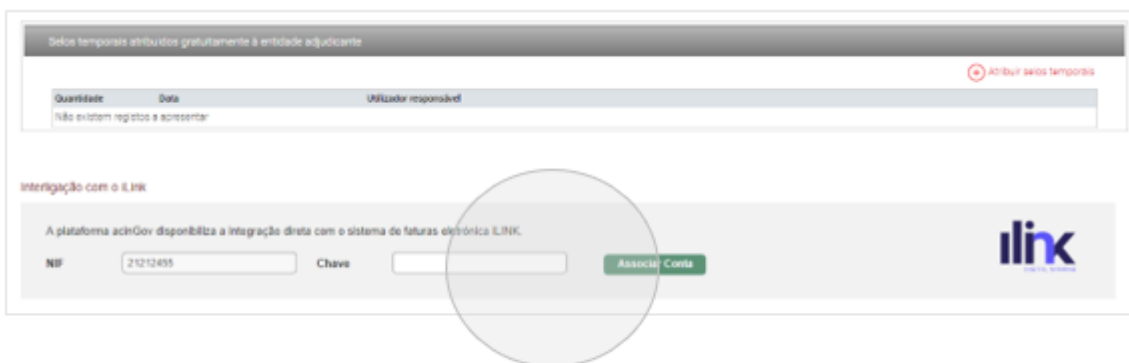 Selos temporais atribuídos gratuitamente à entidade adjudicante
Atribuir selos temporais
Quantidade Data Utilizador responsável
Não existem registos a apresentar
Interligação com o iLink
A plataforma acinGov disponibiliza a integração direta com o sistema de faturas eletrónica iLINK.
NIF 21212455 Chave Associar Conta
ilink